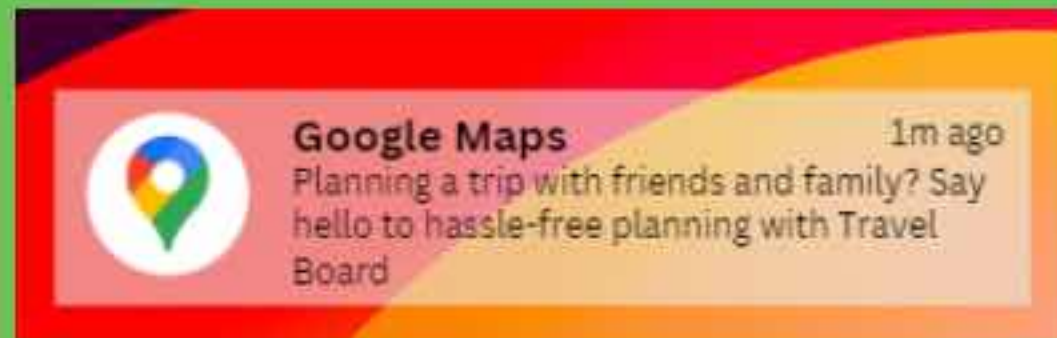 Google Maps
1m ago
Planning a trip with friends and family? Say
hello to hassle-free planning with Travel
Board